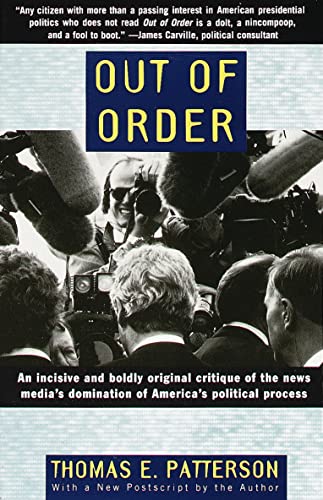 "Any citizen with more than a passing interest in American presidential
politics who does not read Out of Order is a dolt, a nincompoop,
and a fool to boot." —James Carville, political consultant
OUT OF
ORDER
An incisive and boldly original critique of the news
media's domination of America's political process
THOMAS E. PATTERSON
With a New Postscript by the Author